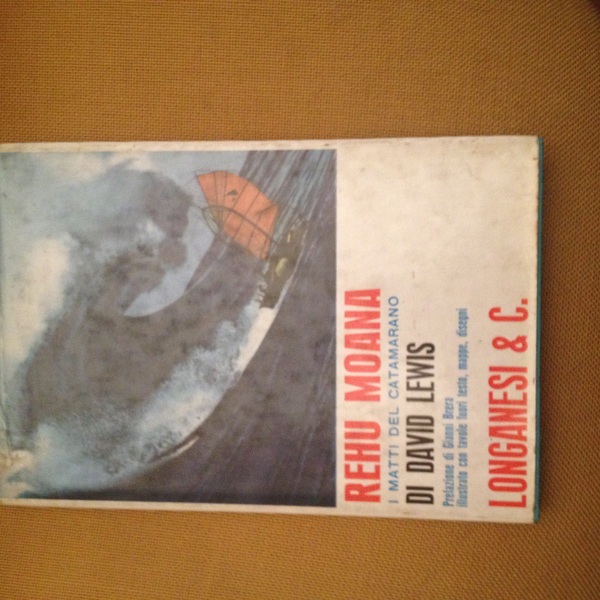 REHU MOANA
I MATTI DEL CATAMARANO
DI DAVID LEWIS
Prefazione di Gianni Brera
illustrato con tavole fuori testo, mappe, disegni
LONGANESI & C.